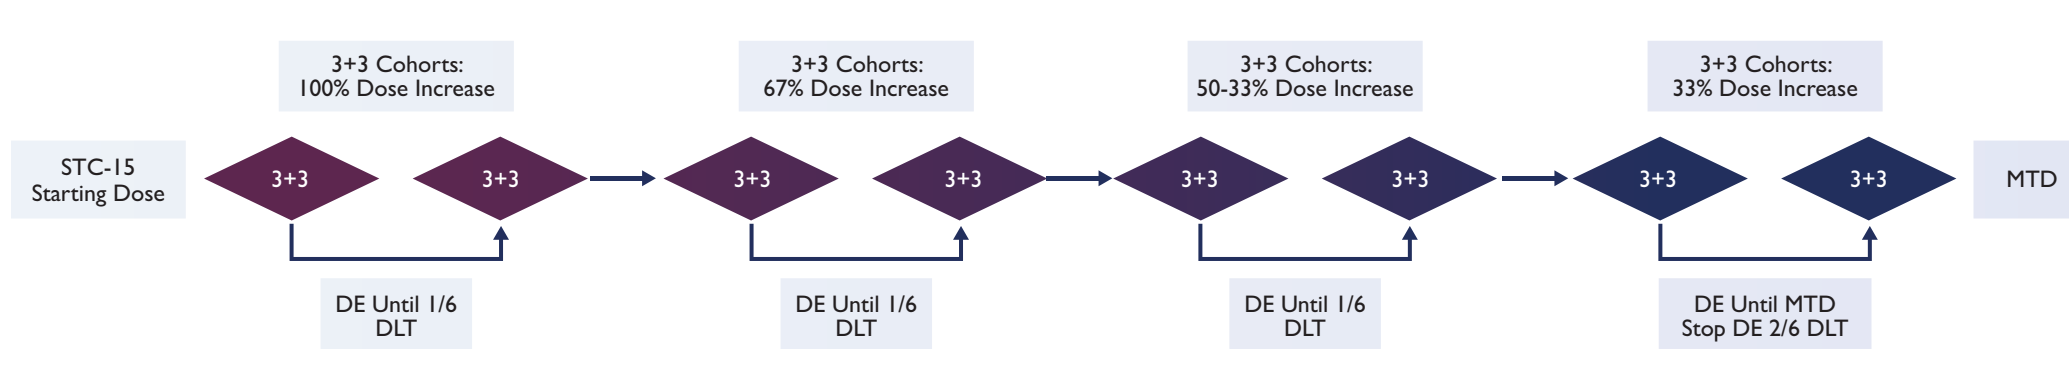 3+3 Cohorts:
100% Dose Increase
3+3 Cohorts:
67% Dose Increase
3+3 Cohorts:
50-33% Dose Increase
3+3 Cohorts:
33% Dose Increase
STC-15
Starting Dose
3+3
3+3
3+3
3+3
3+3
3+3
3+3
3+3
MTD
DE Until 1/6
DLT
DE Until 1/6
DLT
DE Until 1/6
DLT
DE Until MTD
Stop DE 2/6 DLT